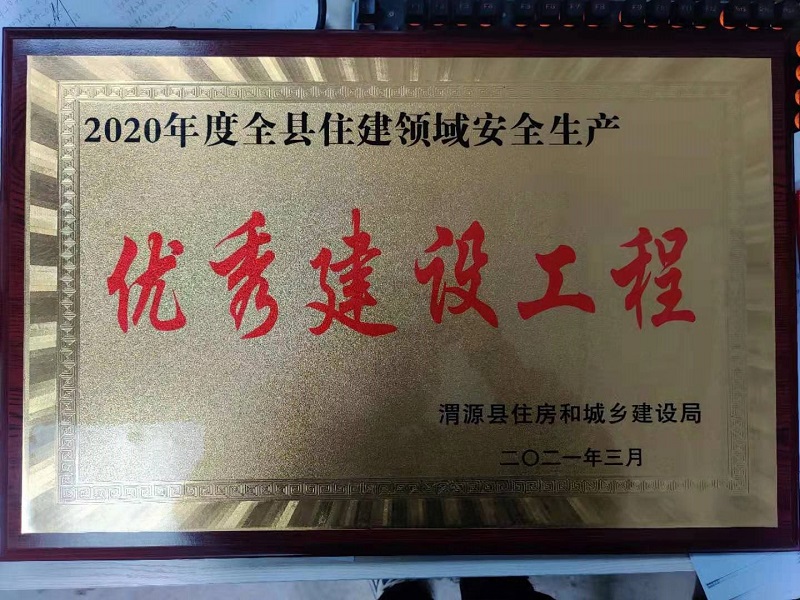 2020年度全县住建领域安全生产
优秀建设工程
渭源县住房和城乡建设局
二〇二一年三月